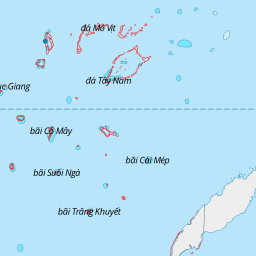 đá Mỏ Vịt
đá Tây Nam
ục Giang
bãi Cỏ Mây
bãi Cái Mép
bãi Suối Ngà
bãi Trăng Khuyết